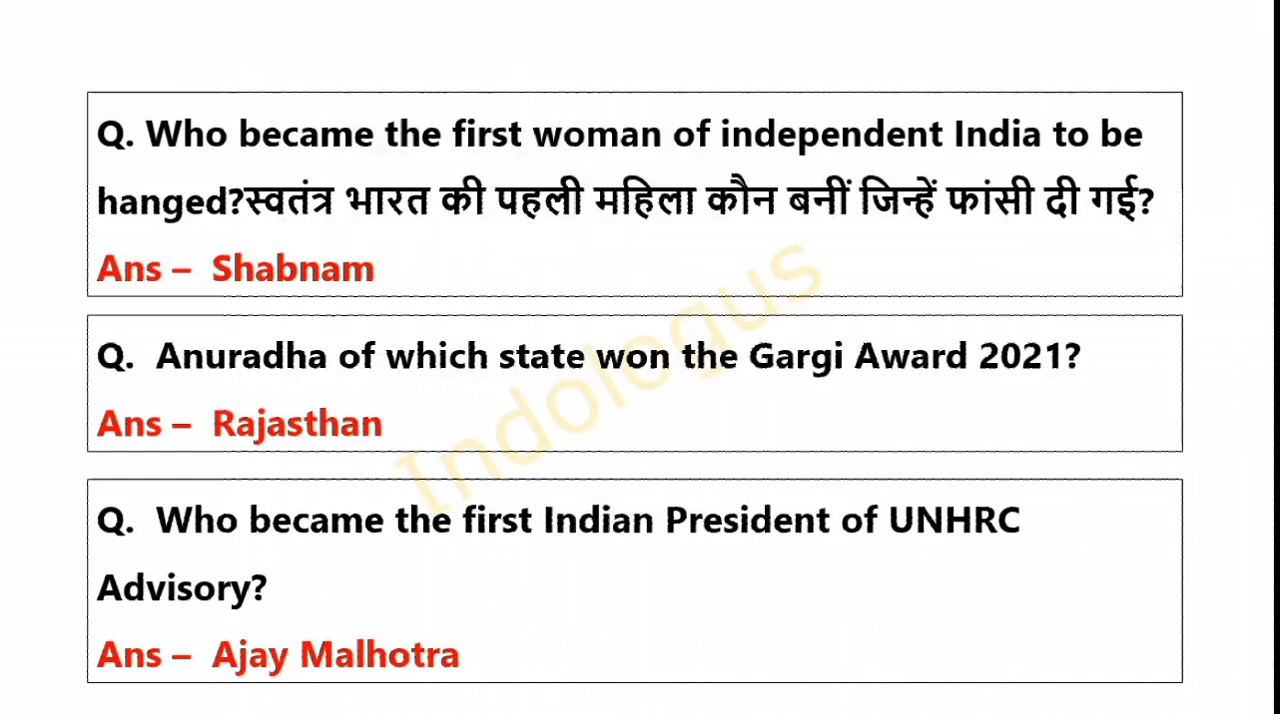 Q. Who became the first woman of independent India to be
hanged?स्वतंत्र भारत की पहली महिला कौन बनीं जिन्हें फांसी दी गई?
Ans – Shabnam
Q. Anuradha of which state won the Gargi Award 2021?
Ans – Rajasthan
Q. Who became the first Indian President of UNHRC
Advisory?
Ans – Ajay Malhotra
Indologus